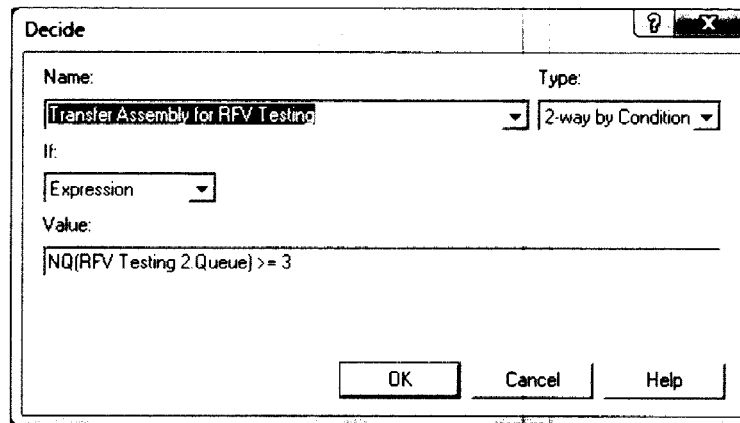 Decide
Name: Type:
Transfer Assembly for RFV Testing 2-way by Condition
If:
Expression
Value:
NQ(RFV Testing 2.Queue) >= 3
OK Cancel Help